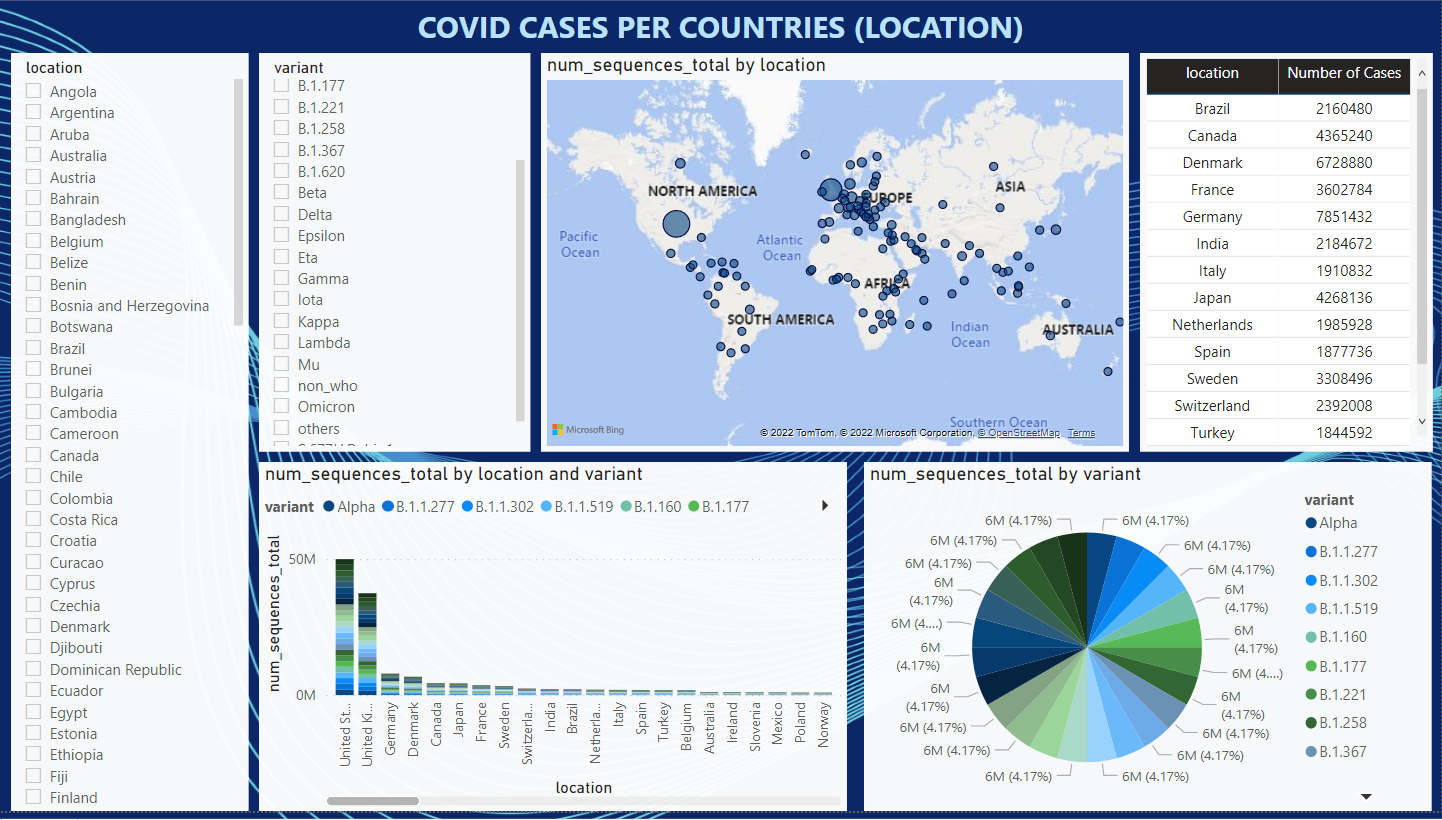 COVID CASES PER COUNTRIES (LOCATION)
location
Angola
Argentina
Aruba
Australia
Austria
Bahrain
Bangladesh
Belgium
Belize
Benin
Bosnia and Herzegovina
Botswana
Brazil
Brunei
Bulgaria
Cambodia
Cameroon
Canada
Chile
Colombia
Costa Rica
Croatia
Curacao
Cyprus
Czechia
Denmark
Djibouti
Dominican Republic
Ecuador
Egypt
Estonia
Ethiopia
Fiji
Finland
variant
B.1.177
B.1.221
B.1.258
B.1.367
B.1.620
Beta
Delta
Epsilon
Eta
Gamma
Iota
Kappa
Lambda
Mu
non_who
Omicron
others
num_sequences_total by location
NORTH AMERICA
EUROPE
ASIA
Pacific
Ocean
Atlantic
Ocean
AFRICA
SOUTH AMERICA
Indian
Ocean
AUSTRALIA
Southern Ocean
Microsoft Bing
© 2022 TomTom, © 2022 Microsoft Corporation, © OpenStreetMap Terms
location Number of Cases
Brazil 2160480
Canada 4365240
Denmark 6728880
France 3602784
Germany 7851432
India 2184672
Italy 1910832
Japan 4268136
Netherlands 1985928
Spain 1877736
Sweden 3308496
Switzerland 2392008
Turkey 1844592
num_sequences_total by location and variant
variant Alpha B.1.1.277 B.1.1.302 B.1.1.519 B.1.160 B.1.177
num_sequences_total
50M
0M
United St...
United Ki...
Germany
Denmark
Canada
Japan
France
Sweden
Switzerla...
India
Brazil
Netherla...
Italy
Spain
Turkey
Belgium
Australia
Ireland
Slovenia
Mexico
Poland
Norway
location
num_sequences_total by variant
6M (4.17%)
6M (4.17%)
6M (4.17%)
6M
(4.17%)
6M
(4.17%)
6M (4....)
6M
(4.17%)
6M (4.17%)
6M (4.17%)
6M (4.17%)
6M (4.17%)
6M (4.17%)
6M (4.17%)
6M
(4.17%)
6M
(4.17%)
6M (4....)
6M
(4.17%)
6M (4.17%)
6M (4.17%)
6M (4.17%)
variant
Alpha
B.1.1.277
B.1.1.302
B.1.1.519
B.1.160
B.1.177
B.1.221
B.1.258
B.1.367